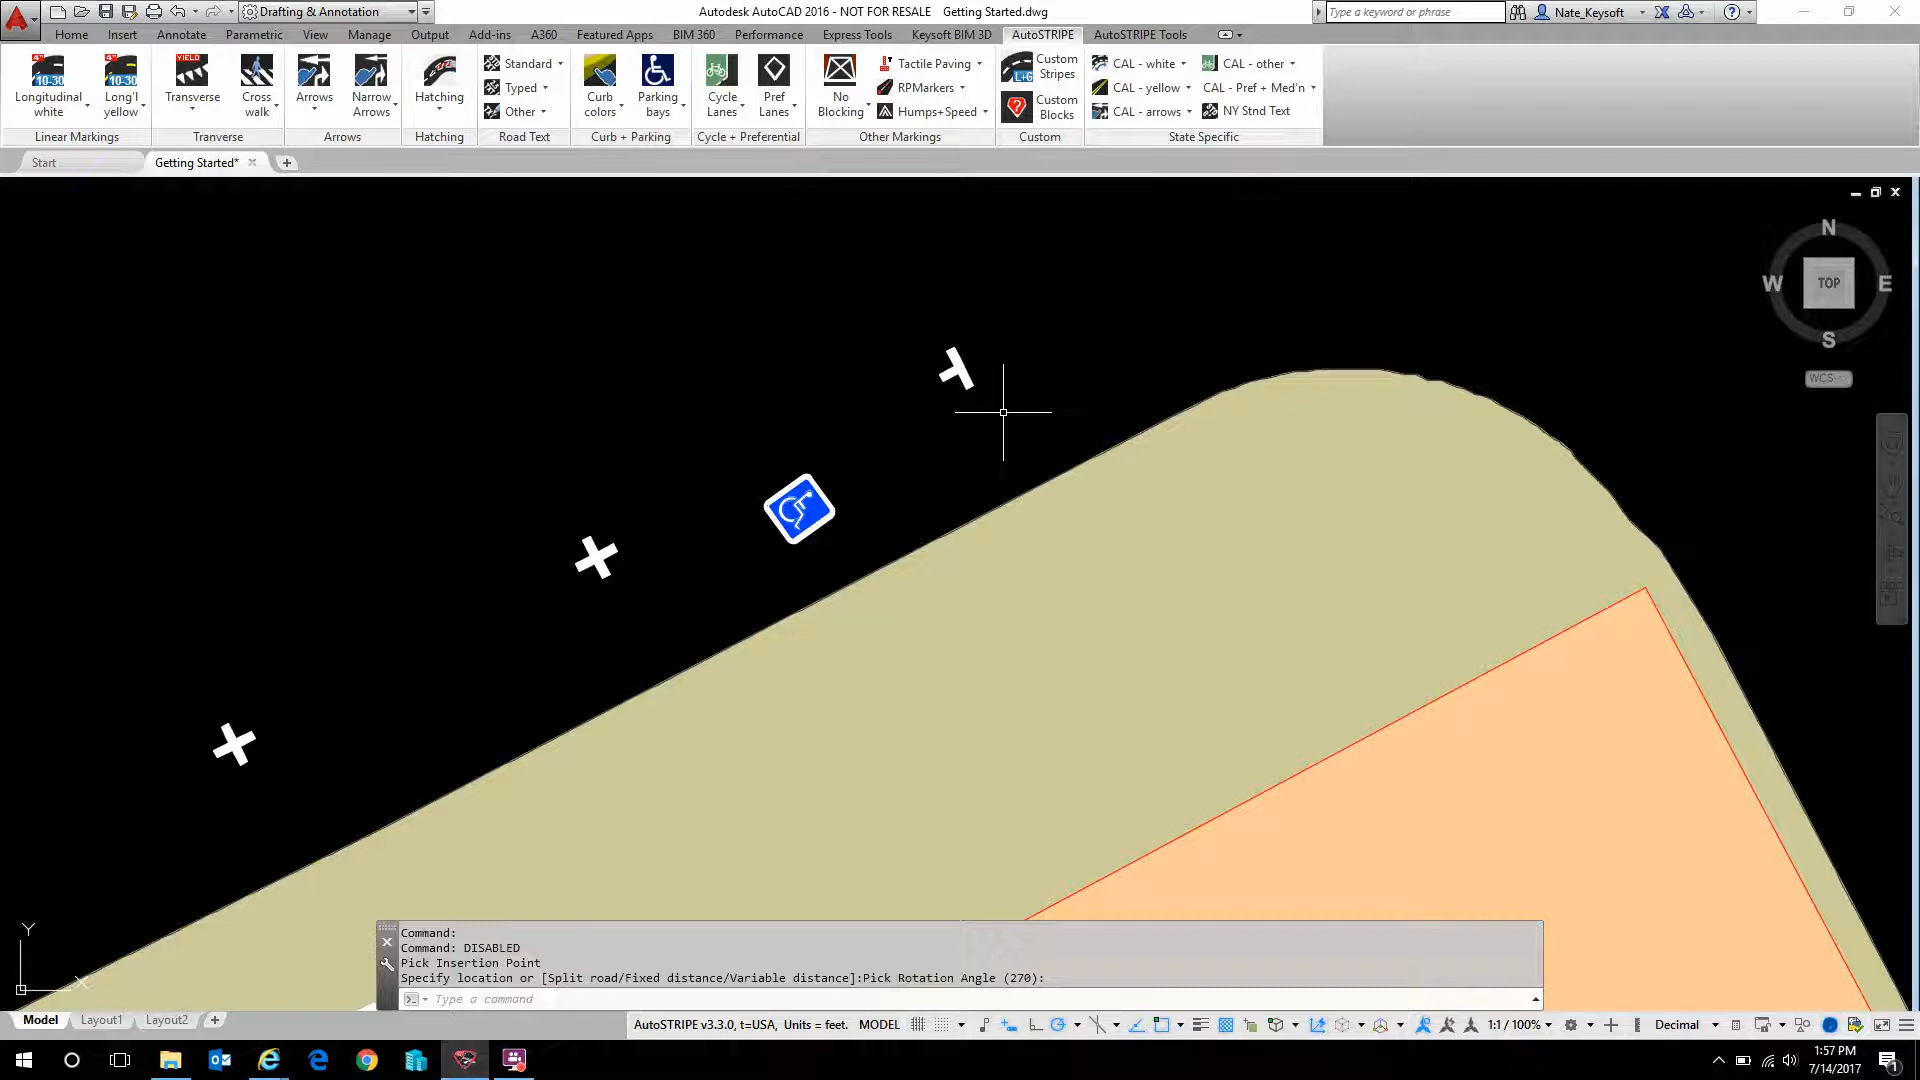 Drafting & Annotation
Autodesk AutoCAD 2016 - NOT FOR RESALE Getting Started.dwg
Type a keyword or phrase
Nate_Keysoft
Home Insert Annotate Parametric View Manage Output Add-ins A360 Featured Apps BIM 360 Performance Express Tools Keysoft BIM 3D AutoSTRIPE AutoSTRIPE Tools
Longitudinal white
Long'l yellow
Linear Markings
YIELD
Transverse
Cross walk
Tranverse
Arrows
Narrow Arrows
Arrows
Hatching
Hatching
Standard
Typed
Other
Road Text
Curb colors
Parking bays
Curb + Parking
Cycle Lanes
Pref Lanes
Cycle + Preferential
No Blocking
Tactile Paving
RPMarkers
Humps+Speed
Other Markings
Custom Stripes
Custom Blocks
Custom
CAL - white
CAL - yellow
CAL - arrows
CAL - other
CAL - Pref + Med'n
NY Stnd Text
State Specific
10-30
10-30
L+G
Start
Getting Started*
N
W TOP E
S
WCS
Y
X
Command:
Command: DISABLED
Pick Insertion Point
Specify location or [Split road/Fixed distance/Variable distance]:Pick Rotation Angle (270):
Type a command
Model Layout1 Layout2
AutoSTRIPE v3.3.0, t=USA, Units = feet. MODEL
1:1 / 100%
Decimal
1:57 PM
7/14/2017
1